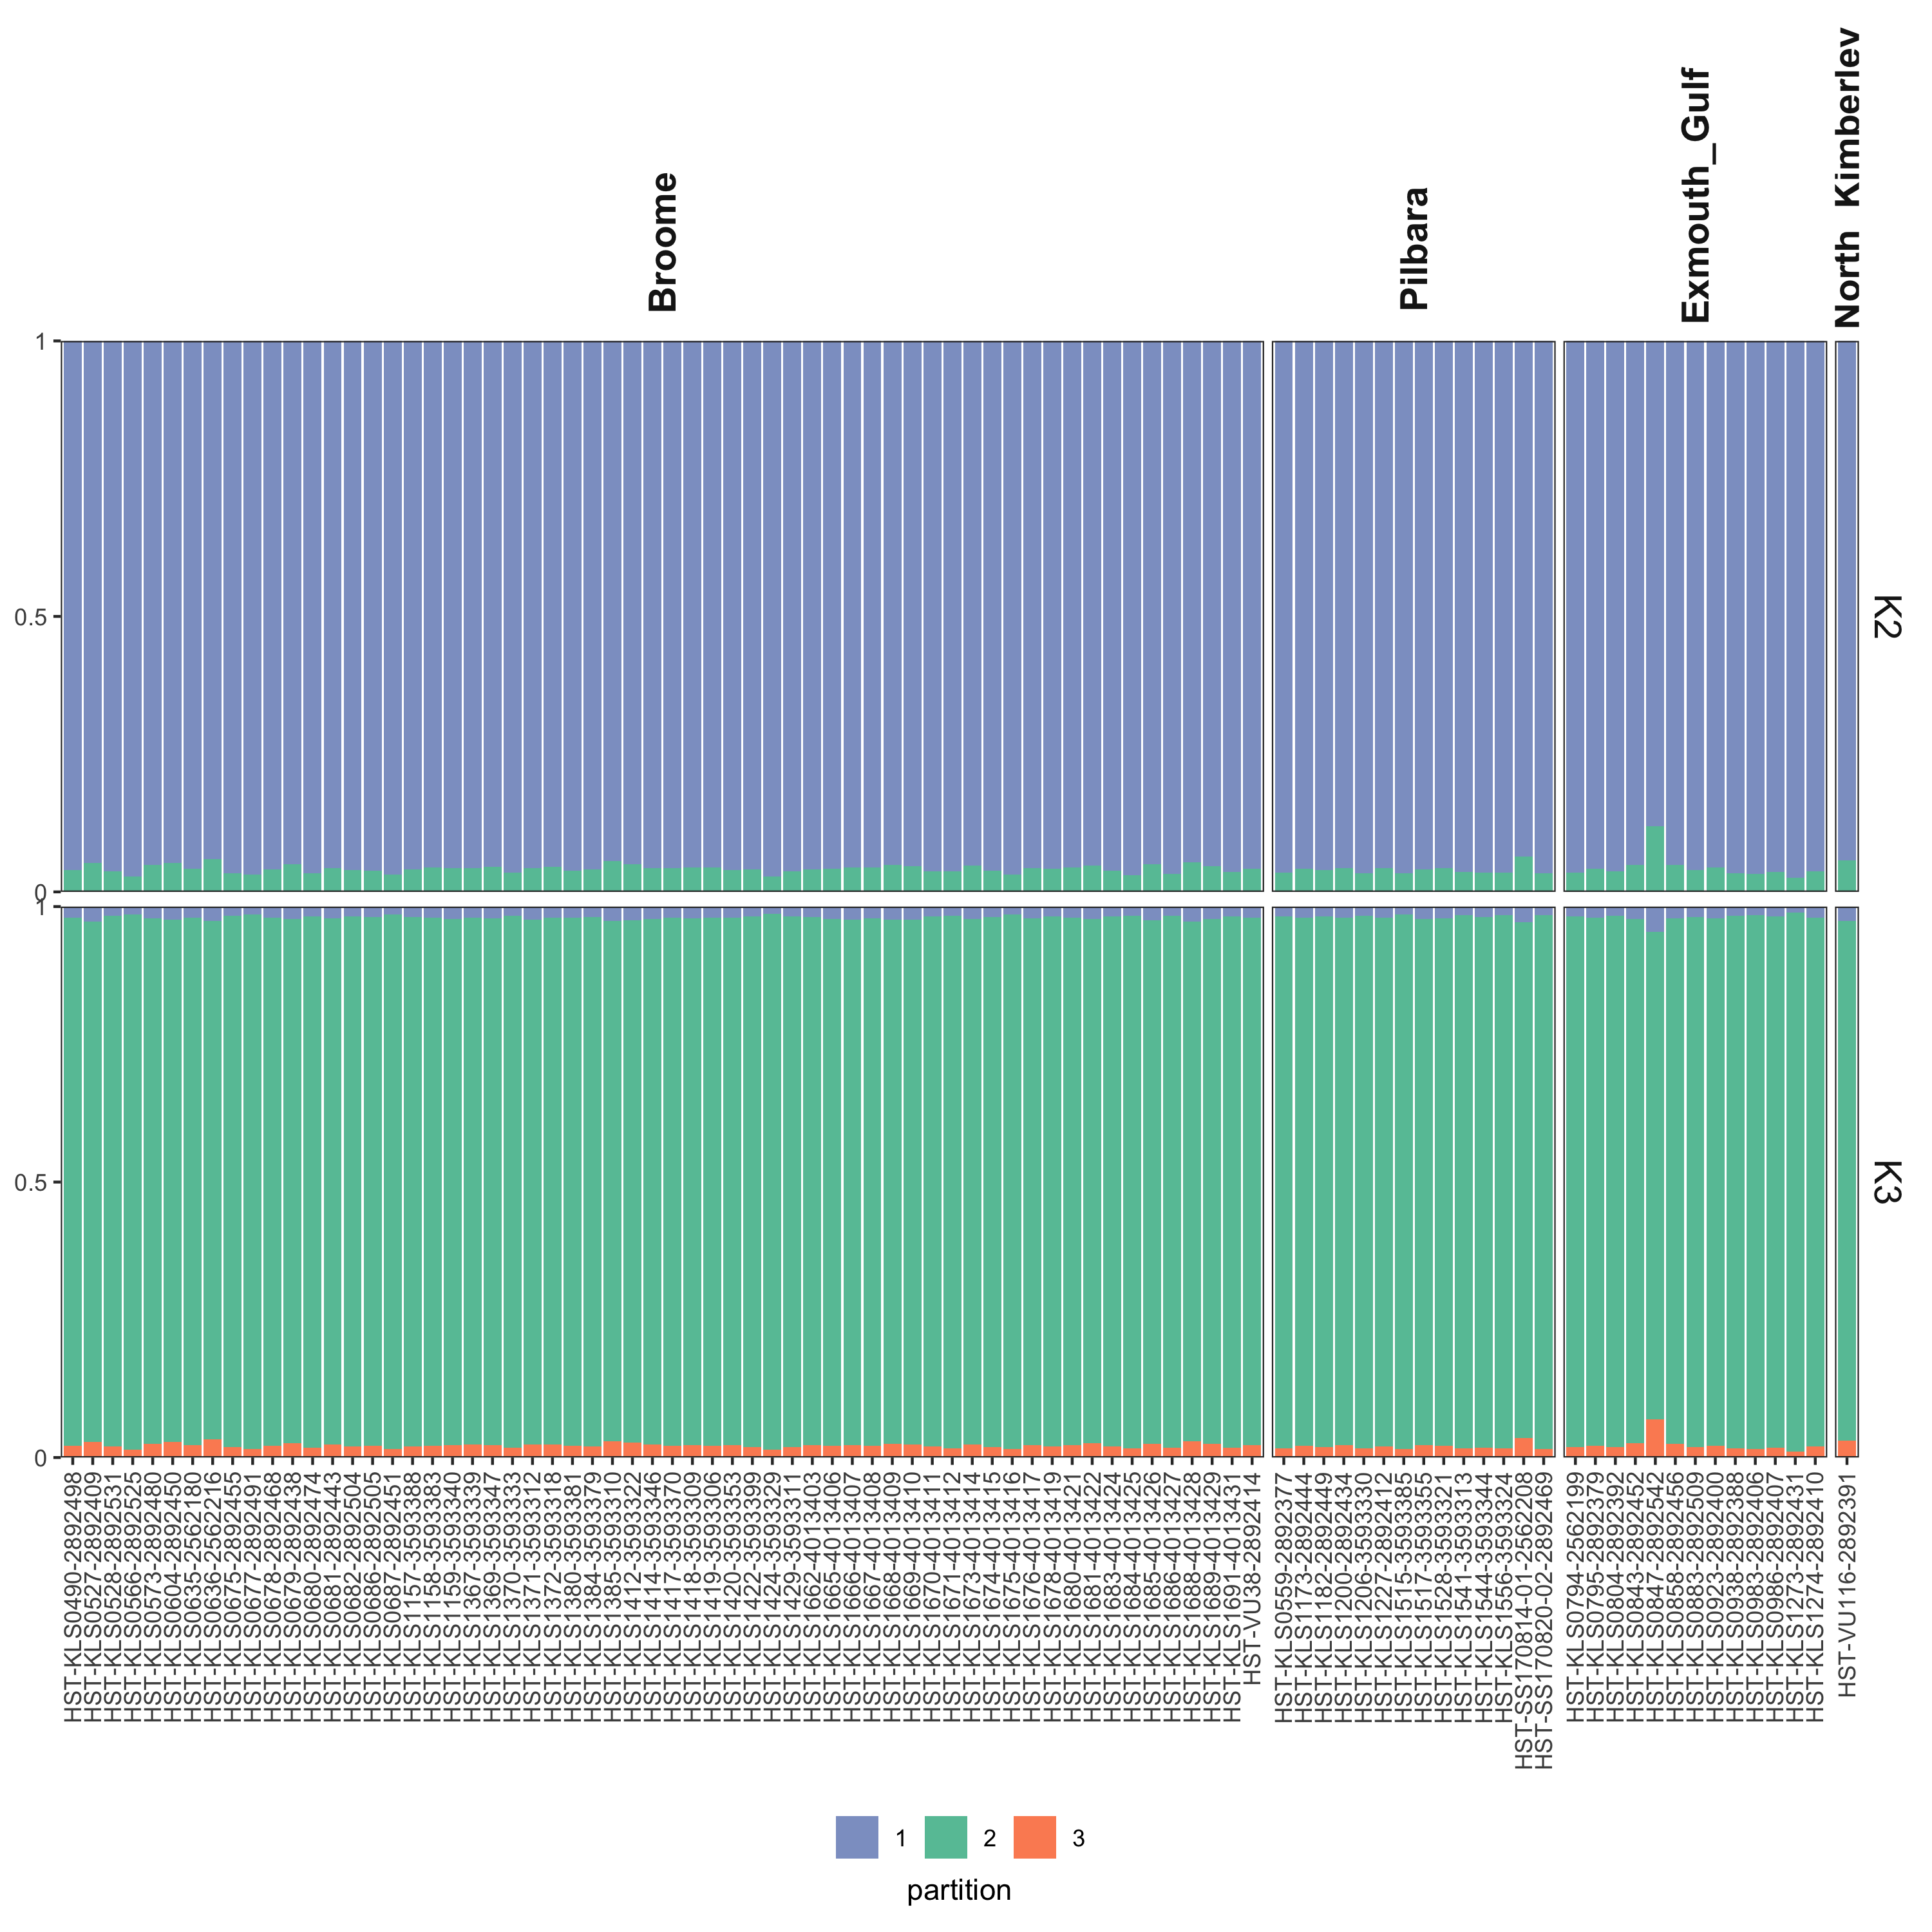 Broome
Pilbara
Exmouth_Gulf
North Kimberley
1
0.5
0
K2
1
0.5
0
K3
HST-KLS0490-2892498
HST-KLS0527-2892409
HST-KLS0528-2892531
HST-KLS0566-2892525
HST-KLS0573-2892480
HST-KLS0604-2892450
HST-KLS0635-2562180
HST-KLS0636-2562216
HST-KLS0675-2892455
HST-KLS0677-2892491
HST-KLS0678-2892468
HST-KLS0679-2892438
HST-KLS0680-2892474
HST-KLS0681-2892443
HST-KLS0682-2892504
HST-KLS0686-2892505
HST-KLS0687-2892451
HST-KLS1157-3593388
HST-KLS1158-3593383
HST-KLS1159-3593340
HST-KLS1367-3593339
HST-KLS1369-3593347
HST-KLS1370-3593333
HST-KLS1371-3593312
HST-KLS1372-3593318
HST-KLS1380-3593381
HST-KLS1384-3593379
HST-KLS1385-3593310
HST-KLS1412-3593322
HST-KLS1414-3593346
HST-KLS1417-3593370
HST-KLS1418-3593309
HST-KLS1419-3593306
HST-KLS1420-3593353
HST-KLS1422-3593399
HST-KLS1424-3593329
HST-KLS1429-3593311
HST-KLS1662-4013403
HST-KLS1665-4013406
HST-KLS1666-4013407
HST-KLS1667-4013408
HST-KLS1668-4013409
HST-KLS1669-4013410
HST-KLS1670-4013411
HST-KLS1671-4013412
HST-KLS1673-4013414
HST-KLS1674-4013415
HST-KLS1675-4013416
HST-KLS1676-4013417
HST-KLS1678-4013419
HST-KLS1680-4013421
HST-KLS1681-4013422
HST-KLS1683-4013424
HST-KLS1684-4013425
HST-KLS1685-4013426
HST-KLS1686-4013427
HST-KLS1688-4013428
HST-KLS1689-4013429
HST-KLS1691-4013431
HST-VU38-2892414
HST-KLS0559-2892377
HST-KLS1173-2892444
HST-KLS1182-2892449
HST-KLS1200-2892434
HST-KLS1206-3593330
HST-KLS1227-2892412
HST-KLS1515-3593385
HST-KLS1517-3593355
HST-KLS1528-3593321
HST-KLS1541-3593313
HST-KLS1544-3593344
HST-KLS1556-3593324
HST-SS170814-01-2562208
HST-SS170820-02-2892469
HST-KLS0794-2562199
HST-KLS0795-2892379
HST-KLS0804-2892392
HST-KLS0843-2892452
HST-KLS0847-2892542
HST-KLS0858-2892456
HST-KLS0883-2892509
HST-KLS0923-2892400
HST-KLS0938-2892388
HST-KLS0983-2892406
HST-KLS0986-2892407
HST-KLS1273-2892431
HST-KLS1274-2892410
HST-VU116-2892391
1
2
3
partition